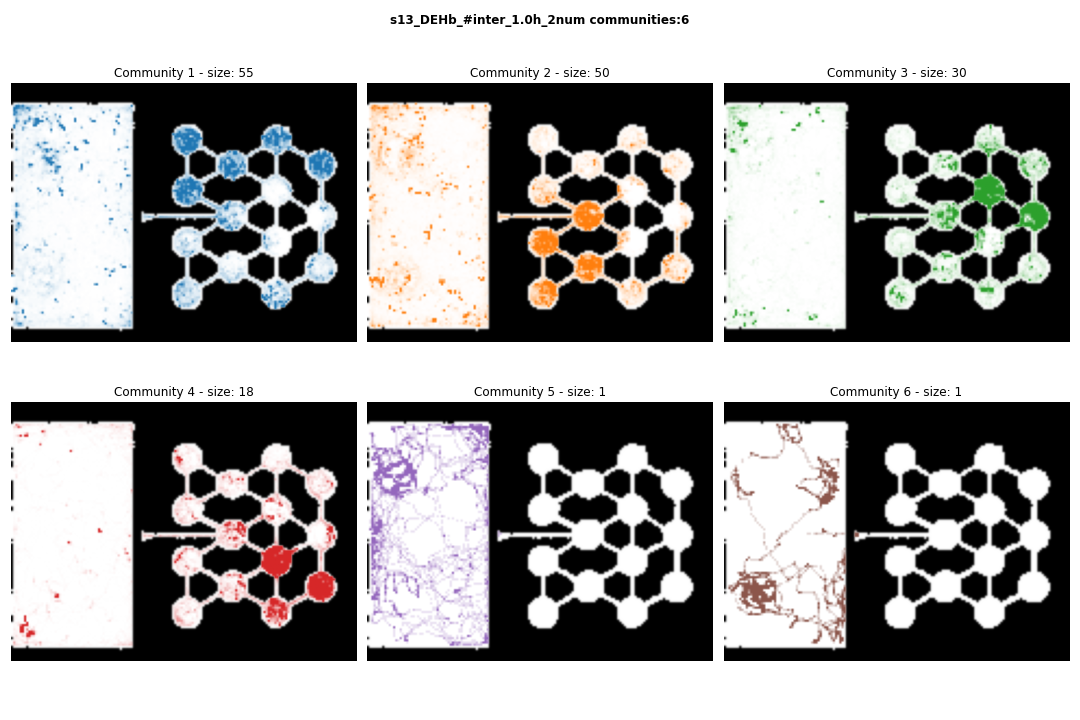 s13_DEHb_#inter_1.0h_2num communities:6
Community 1 - size: 55
Community 2 - size: 50
Community 3 - size: 30
Community 4 - size: 18
Community 5 - size: 1
Community 6 - size: 1